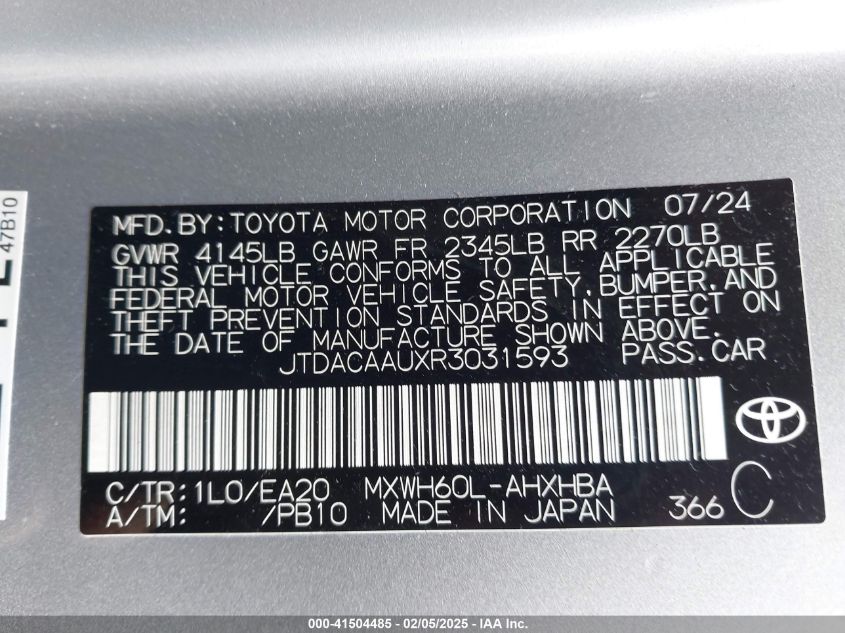 MFD.BY:TOYOTA MOTOR CORPORATION 07/24
GVWR 4145LB GAWR FR 2345LB RR 2270LB
THIS VEHICLE CONFORMS TO ALL APPLICABLE
FEDERAL MOTOR VEHICLE SAFETY,BUMPER,AND
THEFT PREVENTION STANDARDS IN EFFECT ON
THE DATE OF MANUFACTURE SHOWN ABOVE.
JTDACAAUXR3031593 PASS.CAR
C/TR:1L0/EA20 MXWH60L-AHXHBA
A/TM: /PB10 MADE IN JAPAN 366 C
47B10
000-41504485 - 02/05/2025 - IAA Inc.